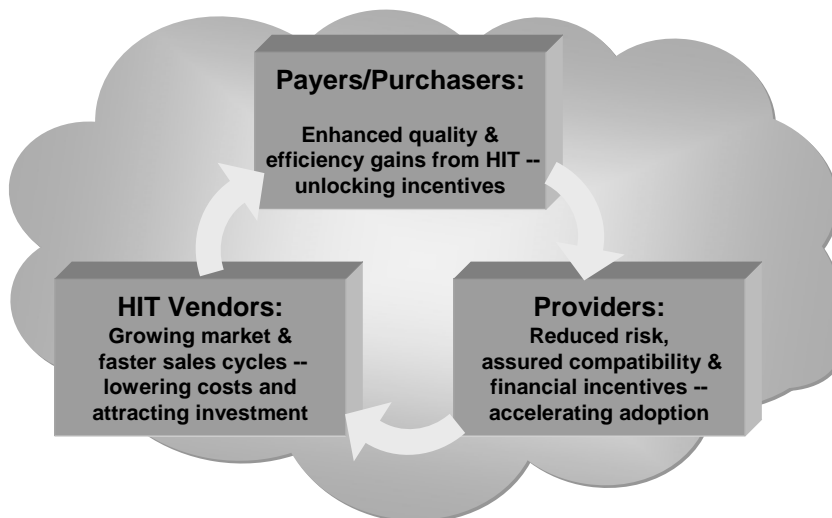 Payers/Purchasers:
Enhanced quality &
efficiency gains from HIT --
unlocking incentives
HIT Vendors:
Growing market &
faster sales cycles --
lowering costs and
attracting investment
Providers:
Reduced risk,
assured compatibility &
financial incentives --
accelerating adoption